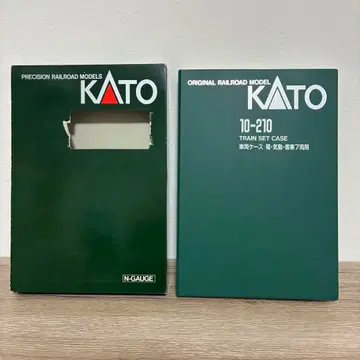 PRECISION RAILROAD MODELS
KATO
N-GAUGE
ORIGINAL RAILROAD MODEL
KATO
10-210
TRAIN SET CASE
車両ケース 電・気動・客車7両用